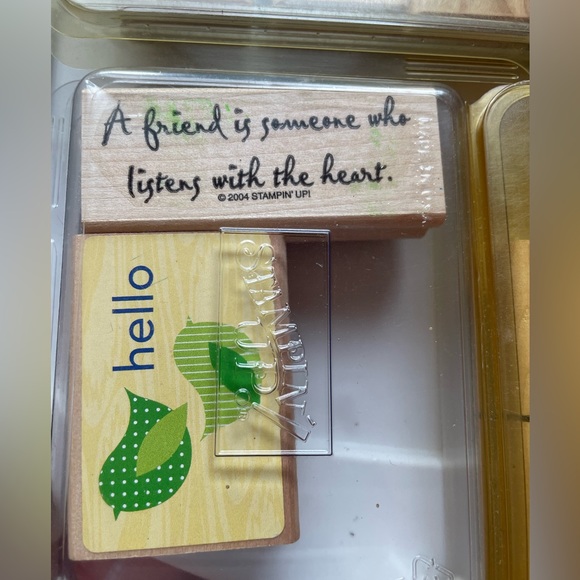 A friend is someone who
listens with the heart.
© 2004 STAMPIN' UP!
hello
STAMPIN' UP!